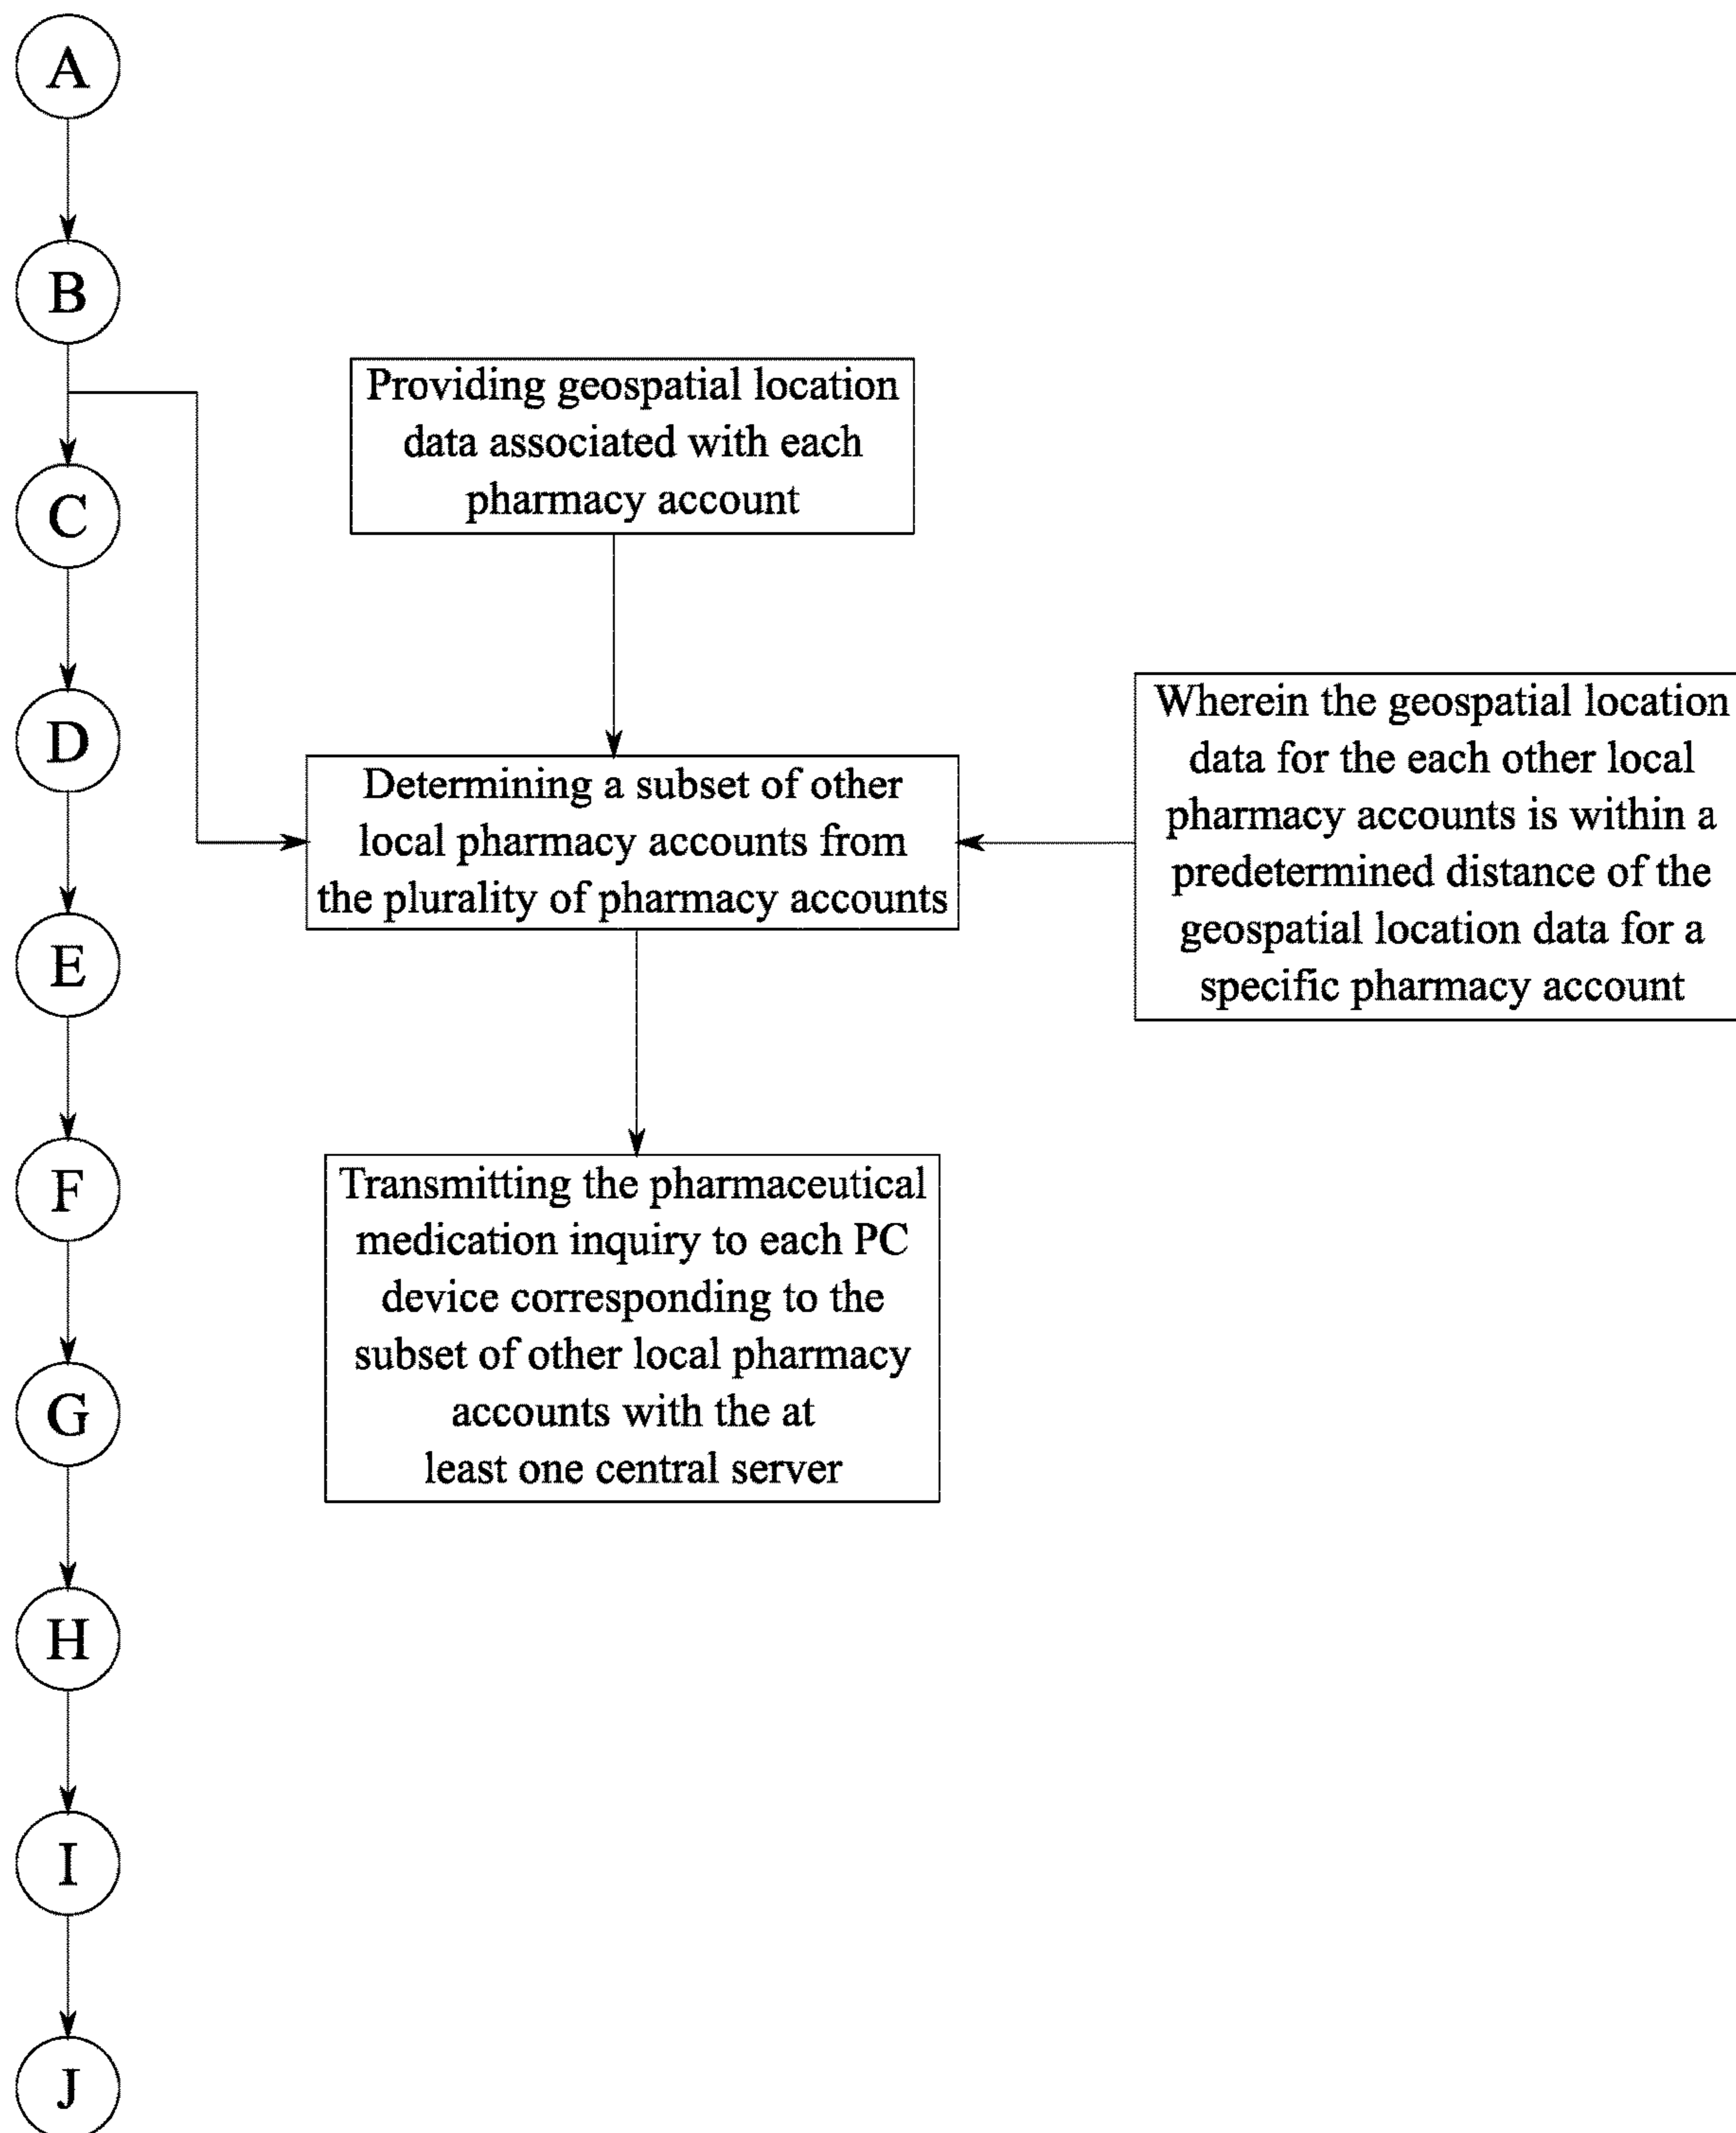 A
B
C
D
E
F
G
H
I
J
Providing geospatial location
data associated with each
pharmacy account
Determining a subset of other
local pharmacy accounts from
the plurality of pharmacy accounts
Wherein the geospatial location
data for the each other local
pharmacy accounts is within a
predetermined distance of the
geospatial location data for a
specific pharmacy account
Transmitting the pharmaceutical
medication inquiry to each PC
device corresponding to the
subset of other local pharmacy
accounts with the at
least one central server